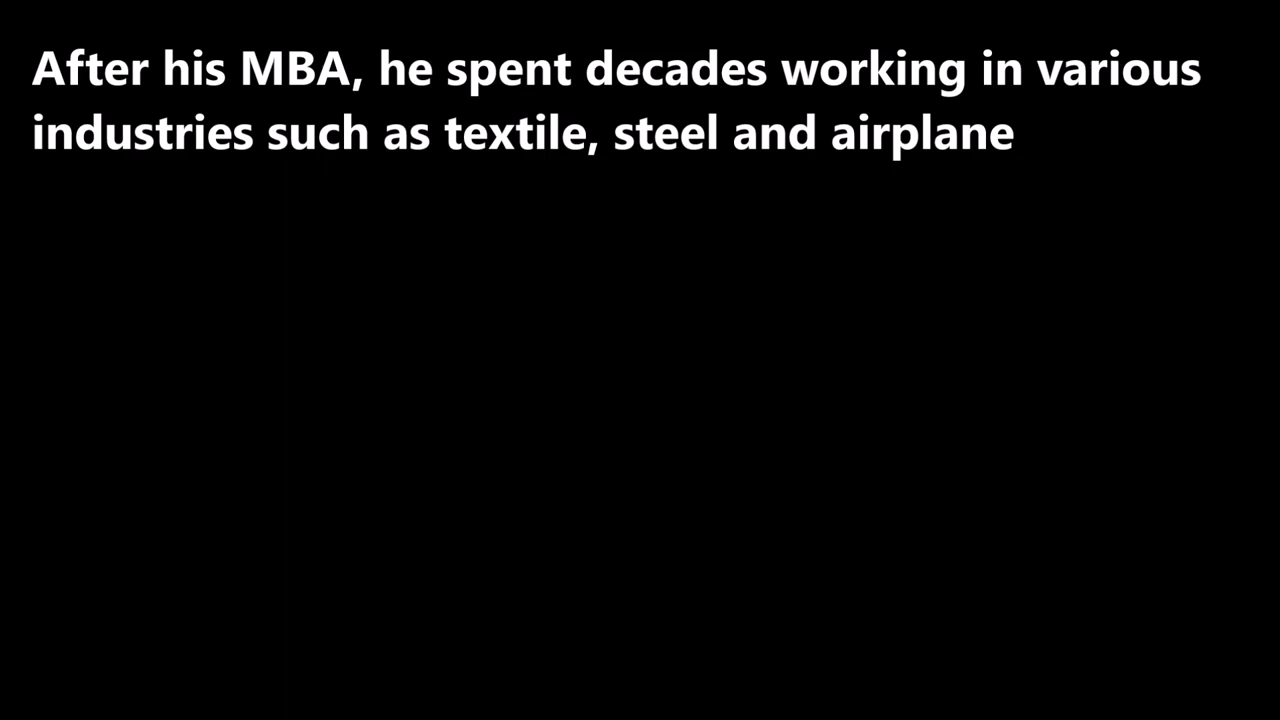 After his MBA, he spent decades working in various
industries such as textile, steel and airplane